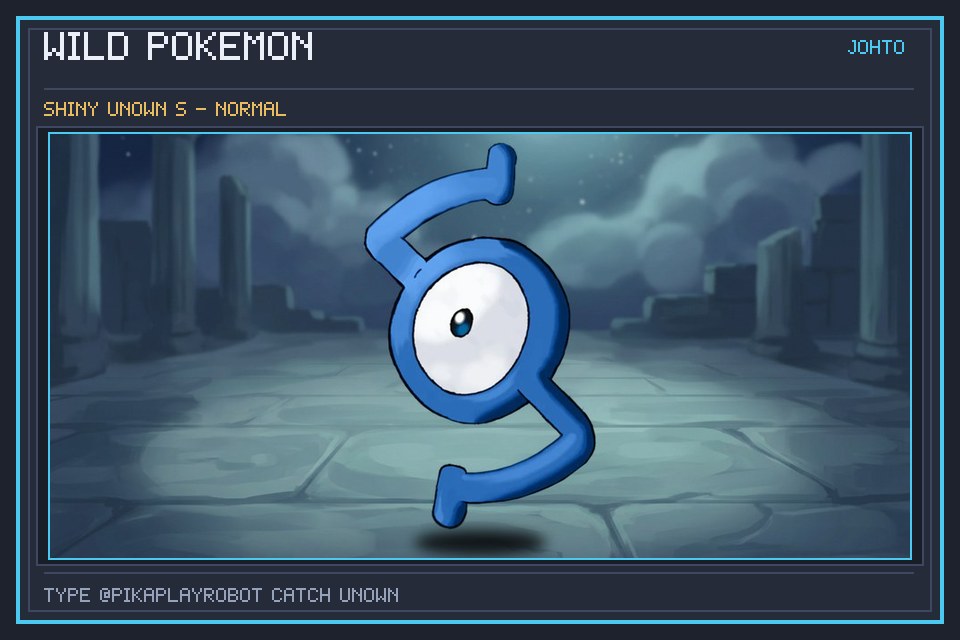 WILD POKEMON
JOHTO
SHINY UNOWN S - NORMAL
TYPE @PIKAPLAYROBOT CATCH UNOWN